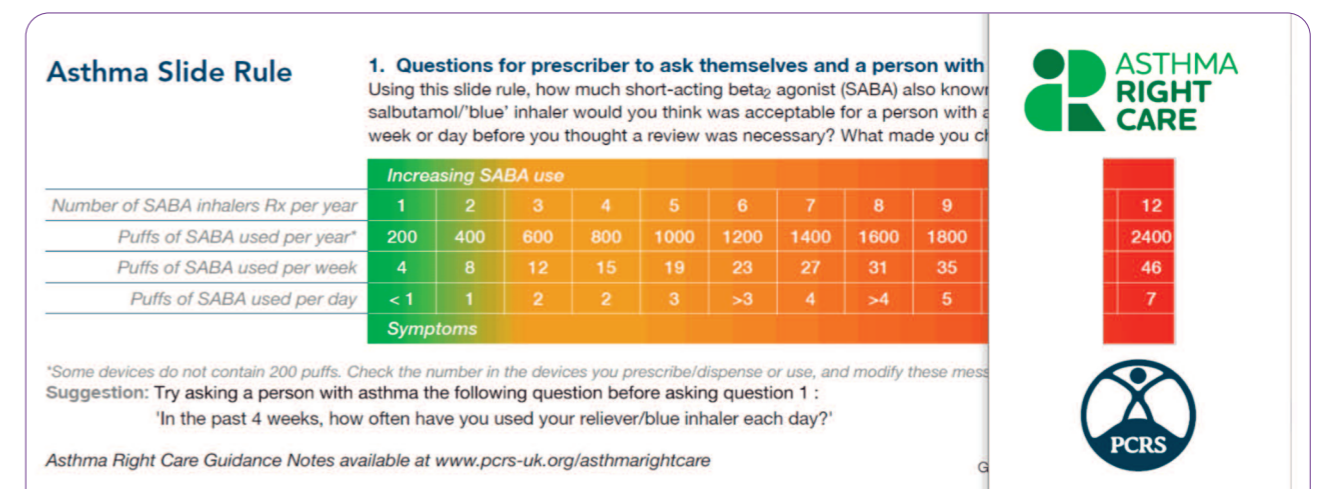 Asthma Slide Rule
1. Questions for prescriber to ask themselves and a person with
Using this slide rule, how much short-acting beta₂ agonist (SABA) also known
salbutamol/'blue' inhaler would you think was acceptable for a person with a
week or day before you thought a review was necessary? What made you ch
ASTHMA
RIGHT
CARE
Increasing SABA use
Number of SABA inhalers Rx per year 1 2 3 4 5 6 7 8 9 12
Puffs of SABA used per year* 200 400 600 800 1000 1200 1400 1600 1800 2400
Puffs of SABA used per week 4 8 12 15 19 23 27 31 35 46
Puffs of SABA used per day < 1 1 2 2 3 >3 4 >4 5 7
Symptoms
*Some devices do not contain 200 puffs. Check the number in the devices you prescribe/dispense or use, and modify these mess
Suggestion: Try asking a person with asthma the following question before asking question 1 :
'In the past 4 weeks, how often have you used your reliever/blue inhaler each day?'
Asthma Right Care Guidance Notes available at www.pcrs-uk.org/asthmarightcare
G
PCRS